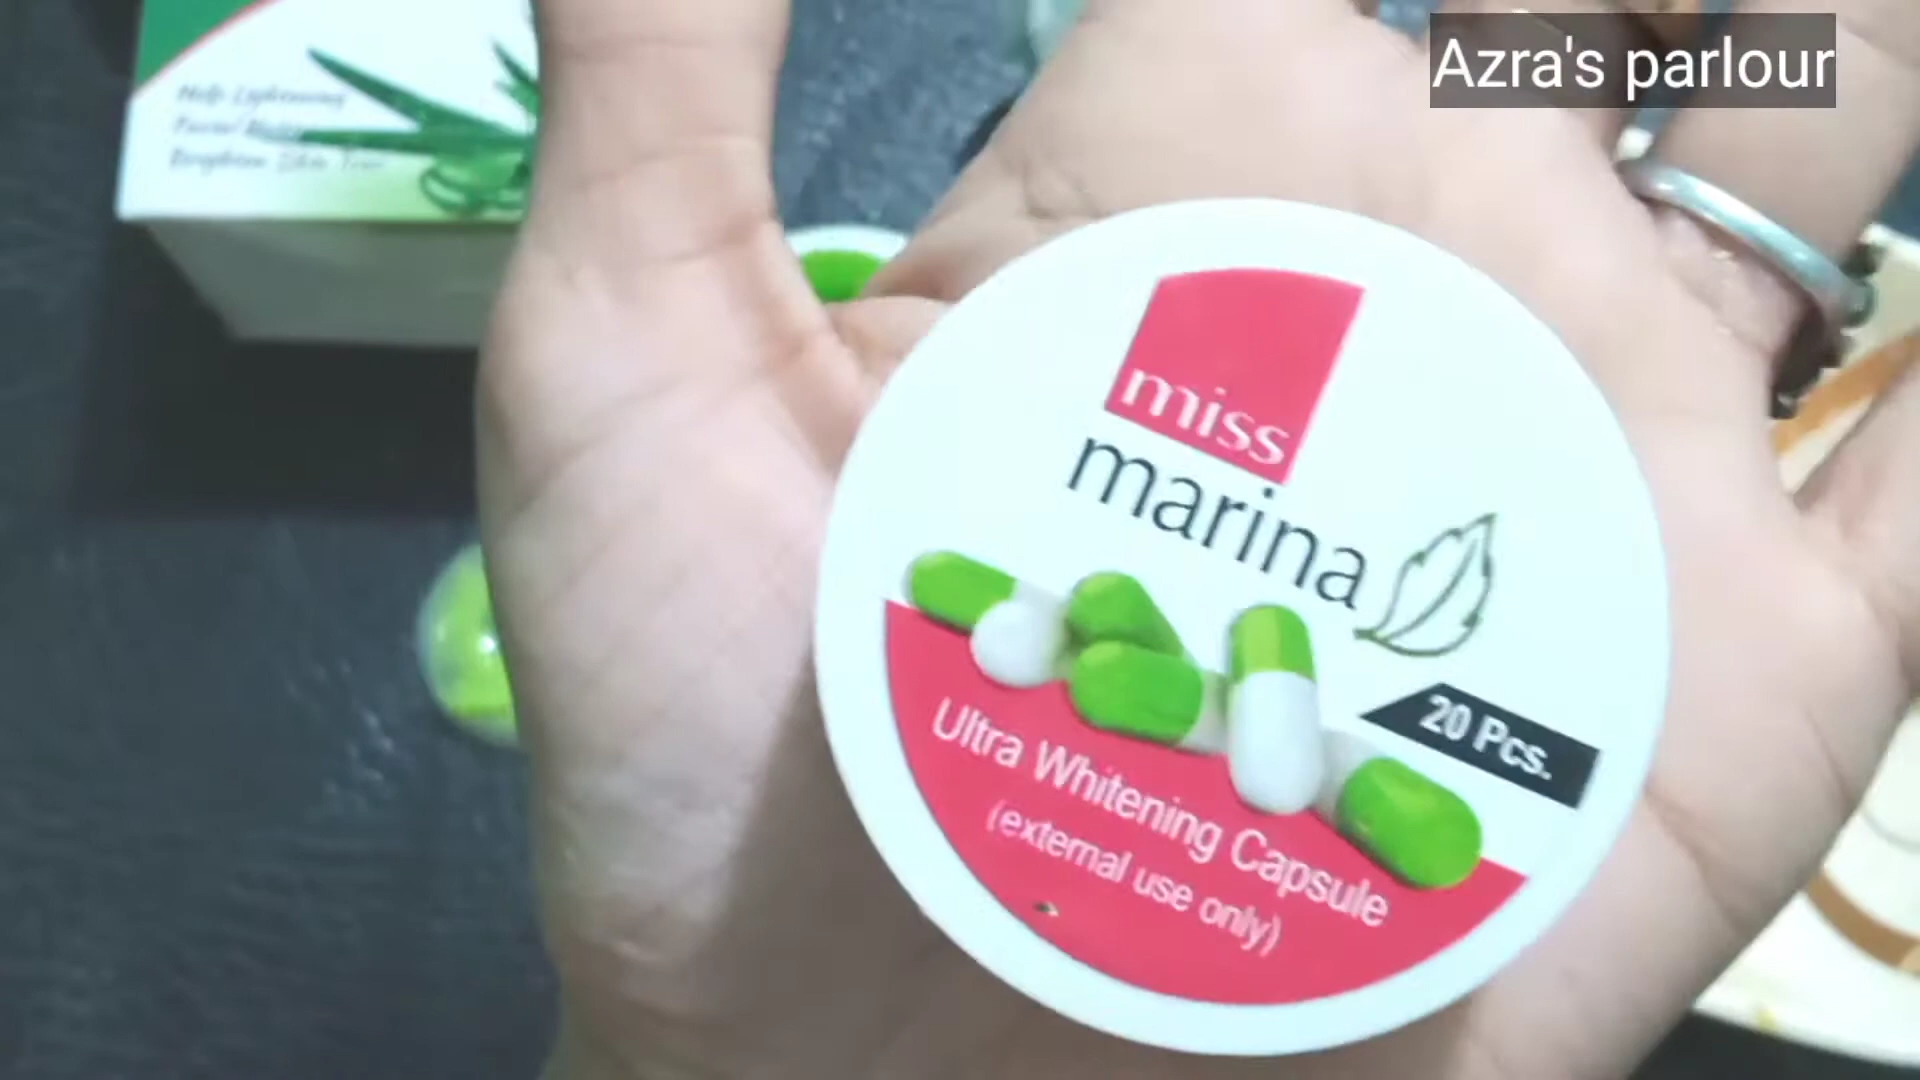 Azra's parlour
miss
marina
20 Pcs.
Ultra Whitening Capsule
(external use only)